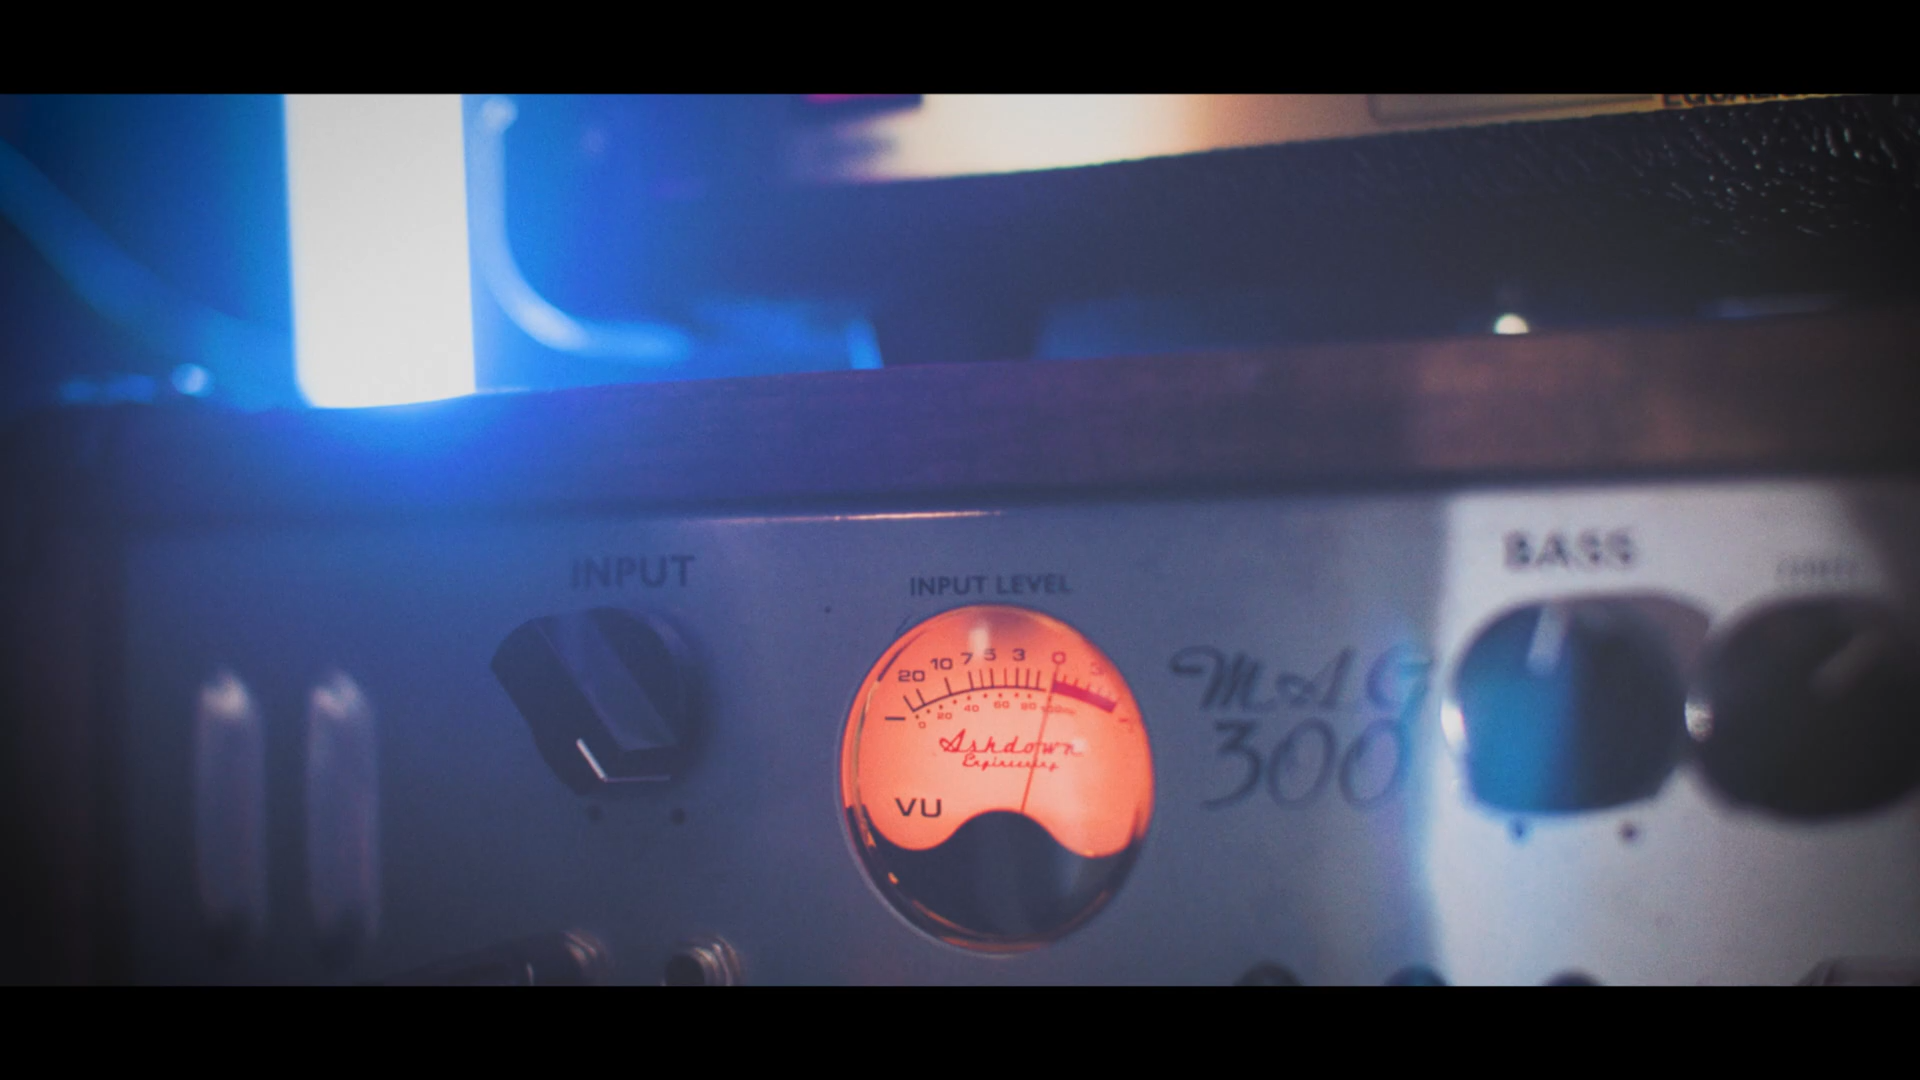 INPUT
INPUT LEVEL
BASS
20 10 7 5 3 0
0 20 40 60 80 100%
Ashdown
Engineering
VU
MAG
300